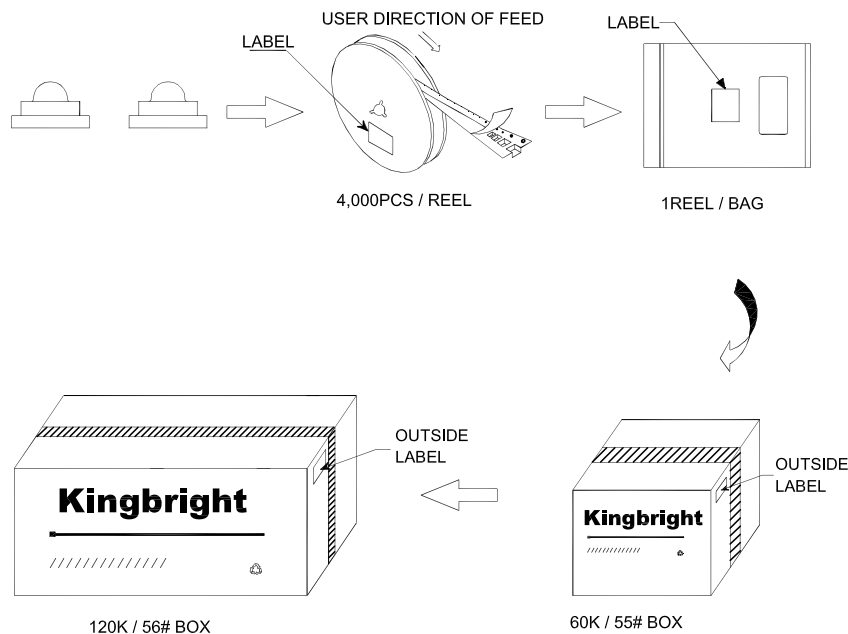 USER DIRECTION OF FEED
LABEL
LABEL
4,000PCS / REEL
1REEL / BAG
OUTSIDE
LABEL
OUTSIDE
LABEL
Kingbright
Kingbright
120K / 56# BOX
60K / 55# BOX